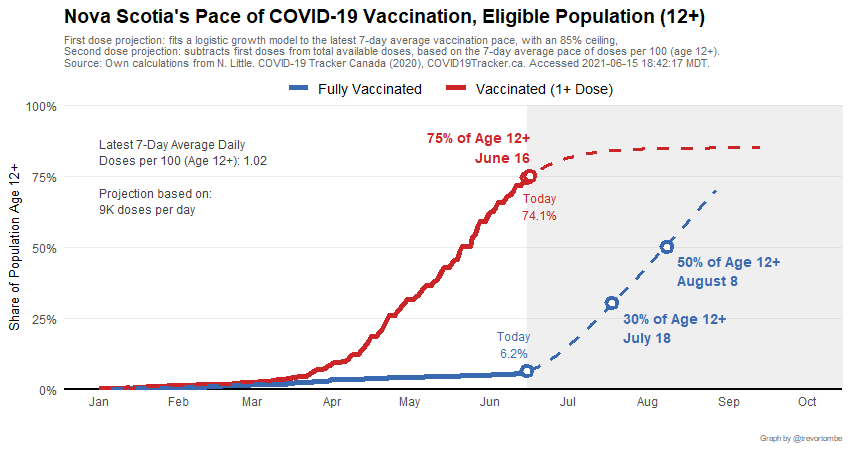 Nova Scotia's Pace of COVID-19 Vaccination, Eligible Population (12+)
First dose projection: fits a logistic growth model to the latest 7-day average vaccination pace, with an 85% ceiling,
Second dose projection: subtracts first doses from total available doses, based on the 7-day average pace of doses per 100 (age 12+).
Source: Own calculations from N. Little. COVID-19 Tracker Canada (2020), COVID19Tracker.ca. Accessed 2021-06-15 18:42:17 MDT.
Fully Vaccinated
Vaccinated (1+ Dose)
Share of Population Age 12+
100%
75%
50%
25%
0%
Latest 7-Day Average Daily
Doses per 100 (Age 12+): 1.02
Projection based on:
9K doses per day
75% of Age 12+
June 16
Today
74.1%
50% of Age 12+
August 8
30% of Age 12+
July 18
Today
6.2%
Jan
Feb
Mar
Apr
May
Jun
Jul
Aug
Sep
Oct
Graph by @trevortombe